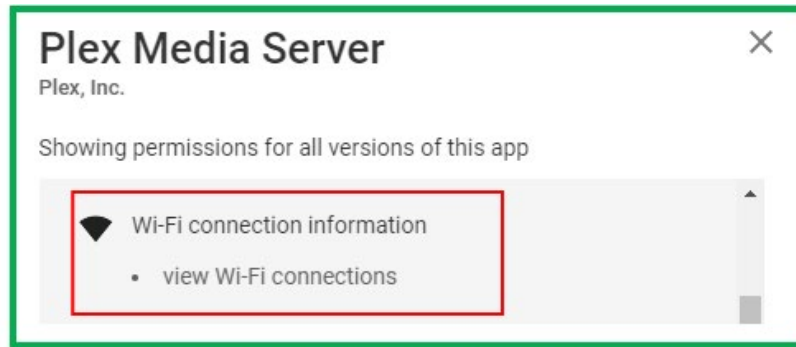 Plex Media Server
Plex, Inc.
Showing permissions for all versions of this app
Wi-Fi connection information
• view Wi-Fi connections